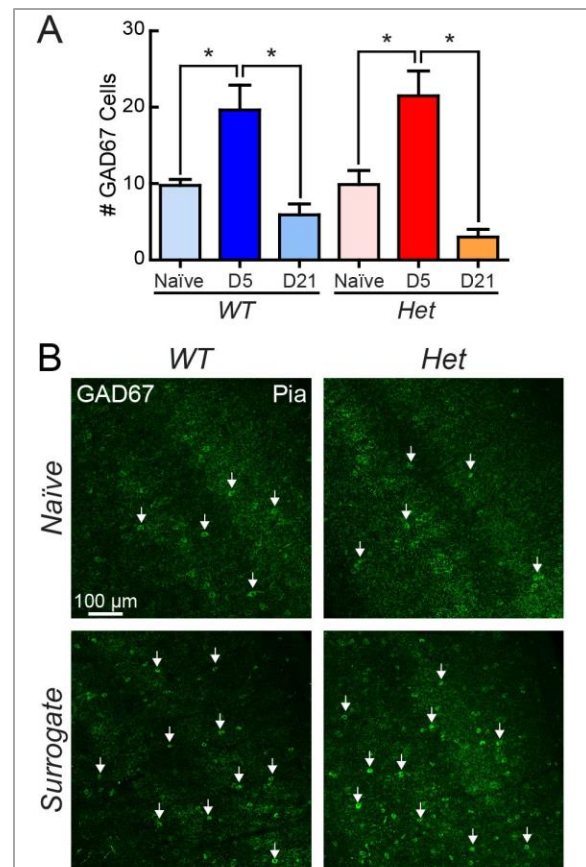 A
# GAD67 Cells
30
20
10
0
* * * *
Naïve D5 D21 Naïve D5 D21
WT Het
B
WT Het
Naïve
GAD67 Pia
100 µm
Surrogate